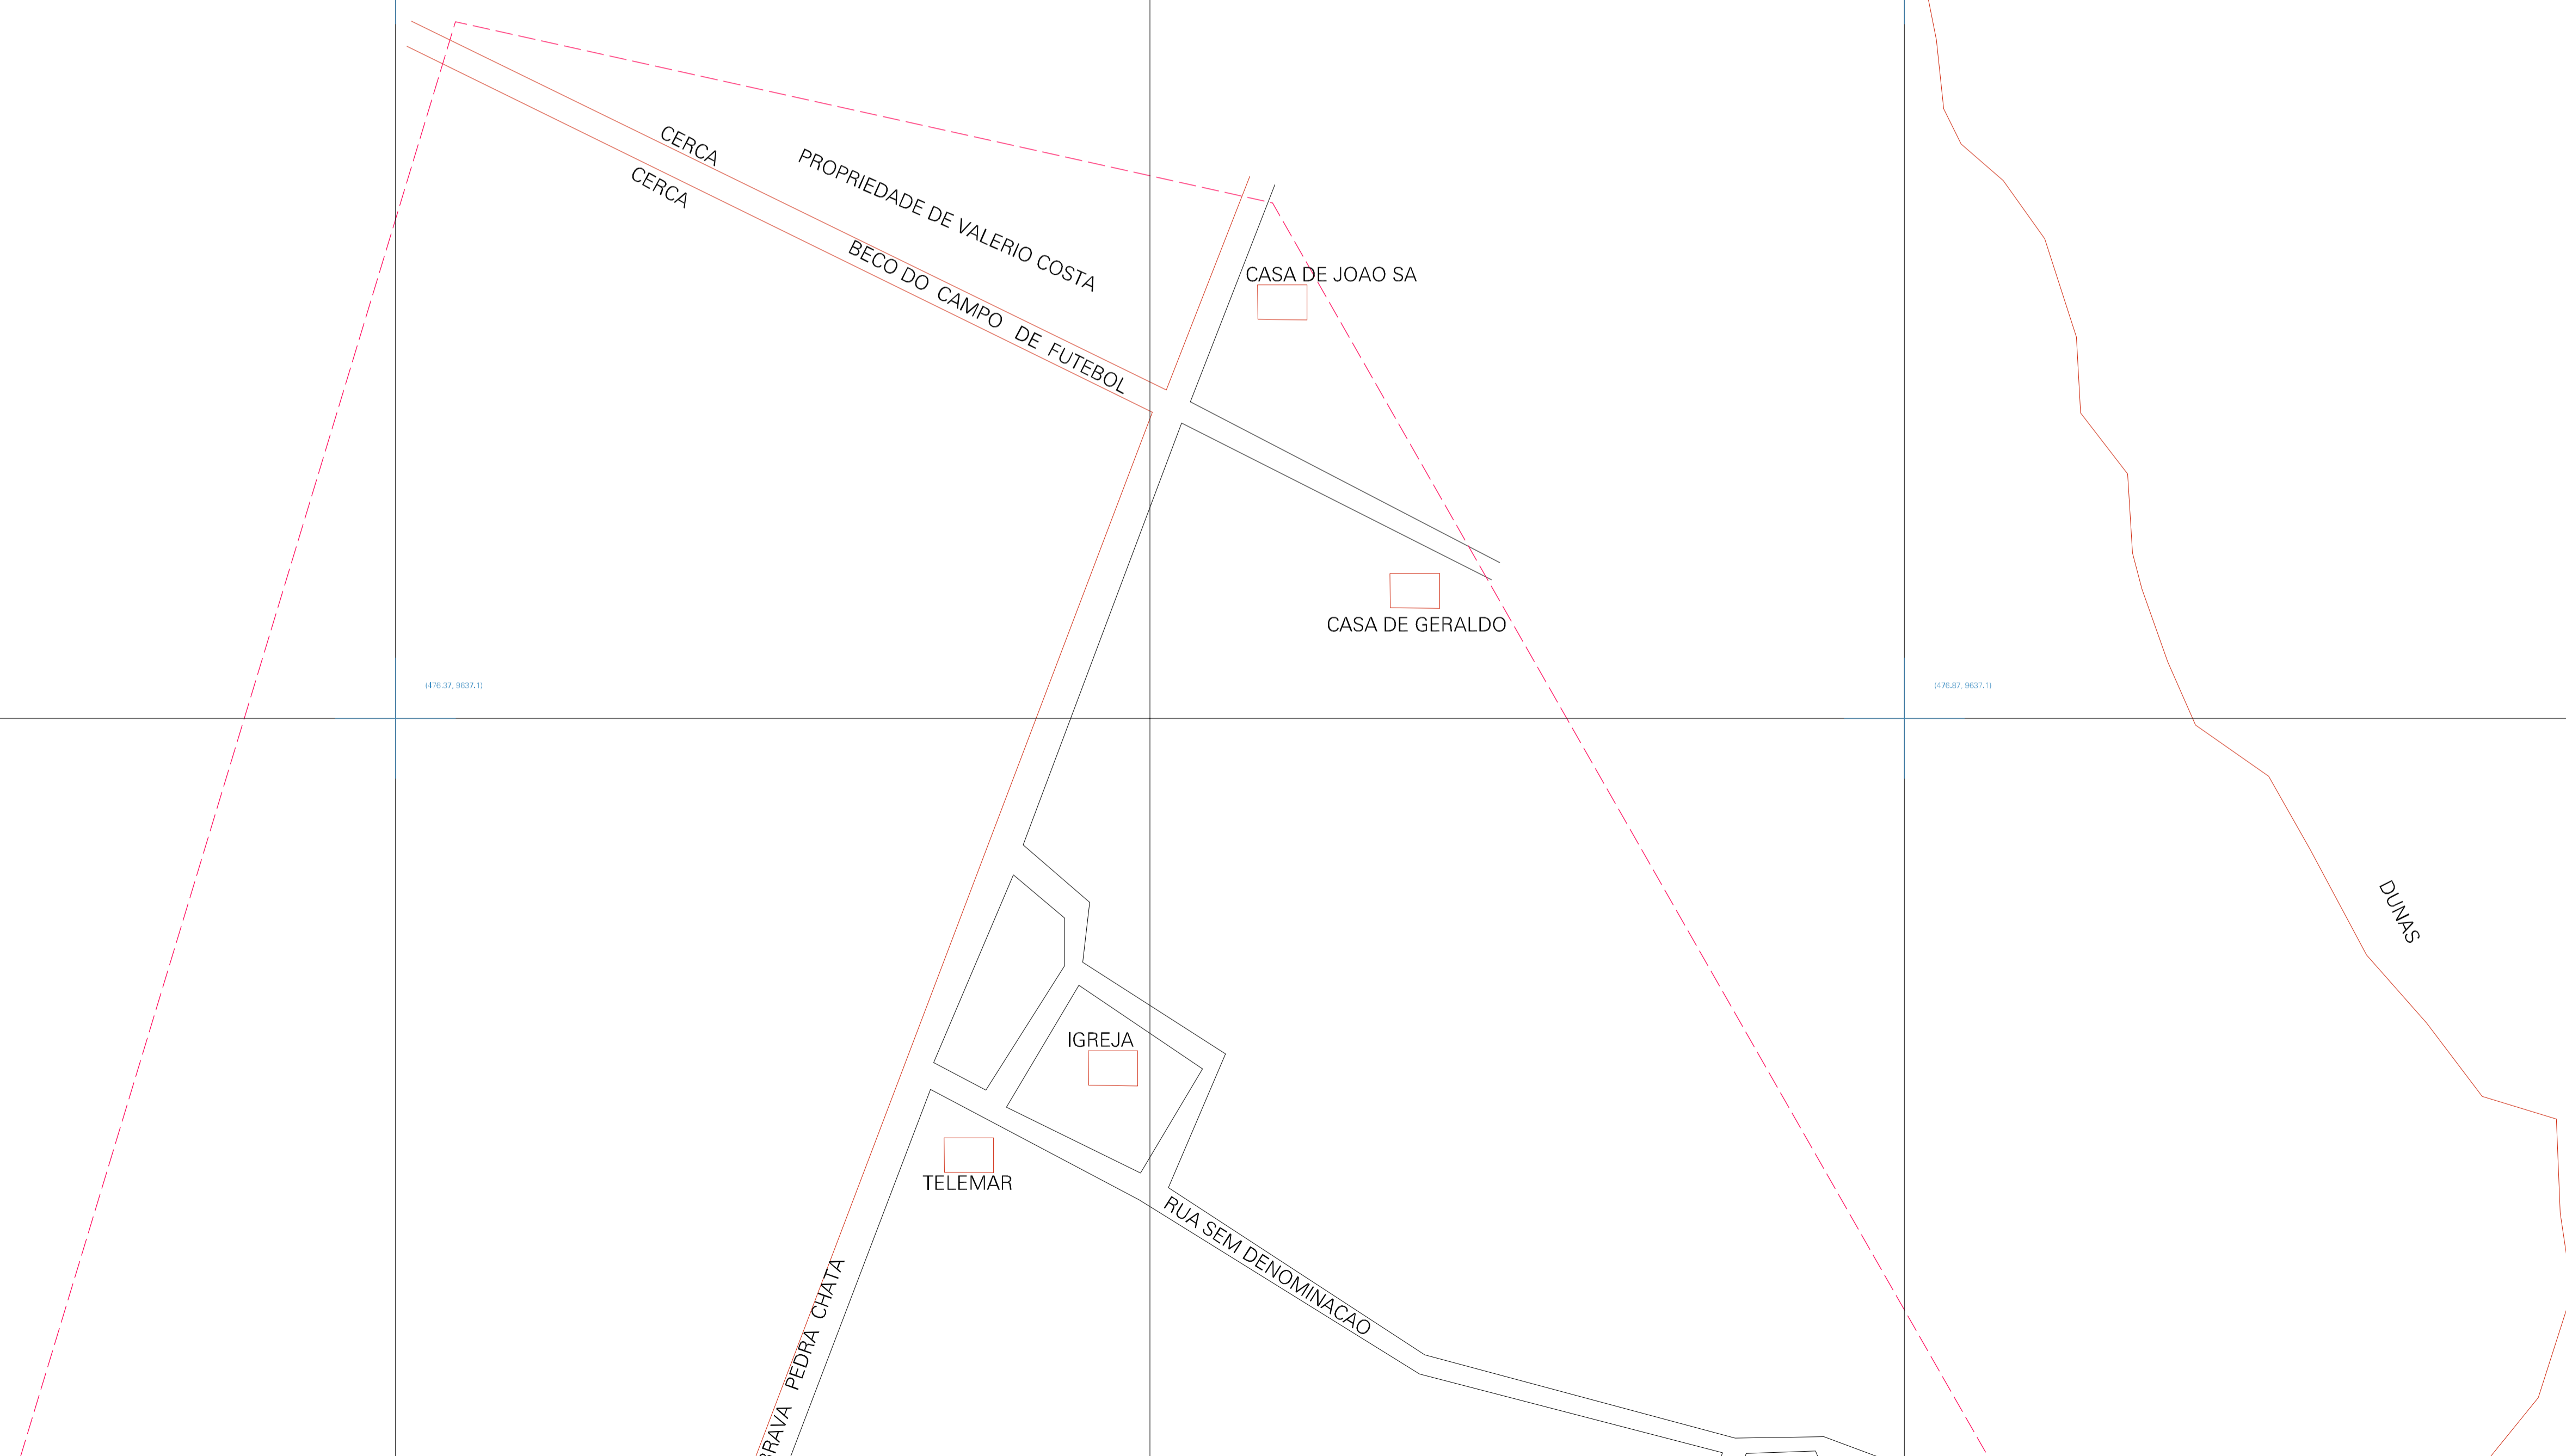 CERCA
CERCA
PROPRIEDADE DE VALERIO COSTA
BECO DO CAMPO DE FUTEBOL
CASA DE JOAO SA
CASA DE GERALDO
(476.37, 9637.1)
(476.87, 9637.1)
DUNAS
IGREJA
TELEMAR
RUA SEM DENOMINACAO
PEDRA CHATA